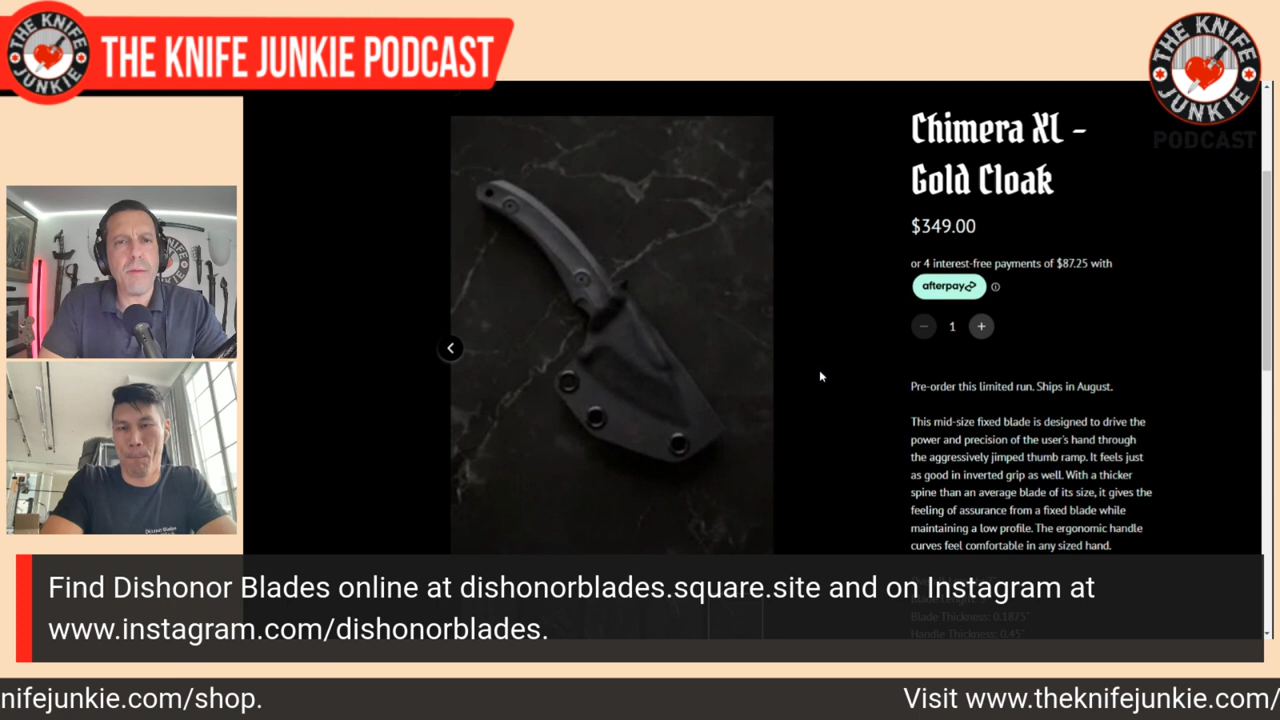 THE KNIFE JUNKIE
THE KNIFE JUNKIE PODCAST
THE KNIFE JUNKIE
PODCAST
Chimera XL -
Gold Cloak
$349.00
or 4 interest-free payments of $87.25 with
afterpay
1
Pre-order this limited run. Ships in August.
This mid-size fixed blade is designed to drive the
power and precision of the user's hand through
the aggressively jimped thumb ramp. It feels just
as good in inverted grip as well. With a thicker
spine than an average blade of its size, it gives the
feeling of assurance from a fixed blade while
maintaining a low profile. The ergonomic handle
curves feel comfortable in any sized hand.
Blade Thickness: 0.1875"
Handle Thickness: 0.45"
Find Dishonor Blades online at dishonorblades.square.site and on Instagram at
www.instagram.com/dishonorblades.
nifejunkie.com/shop.
Visit www.theknifejunkie.com/